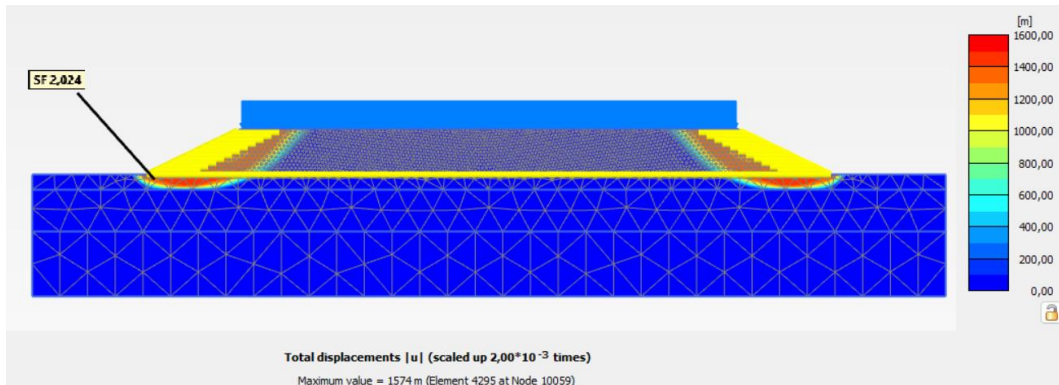 [m]
1600,00
1400,00
1200,00
1000,00
800,00
600,00
400,00
200,00
0,00
SF 2,024
Total displacements |u| (scaled up 2,00*10⁻³ times)
Maximum value = 1574 m (Element 4295 at Node 10059)